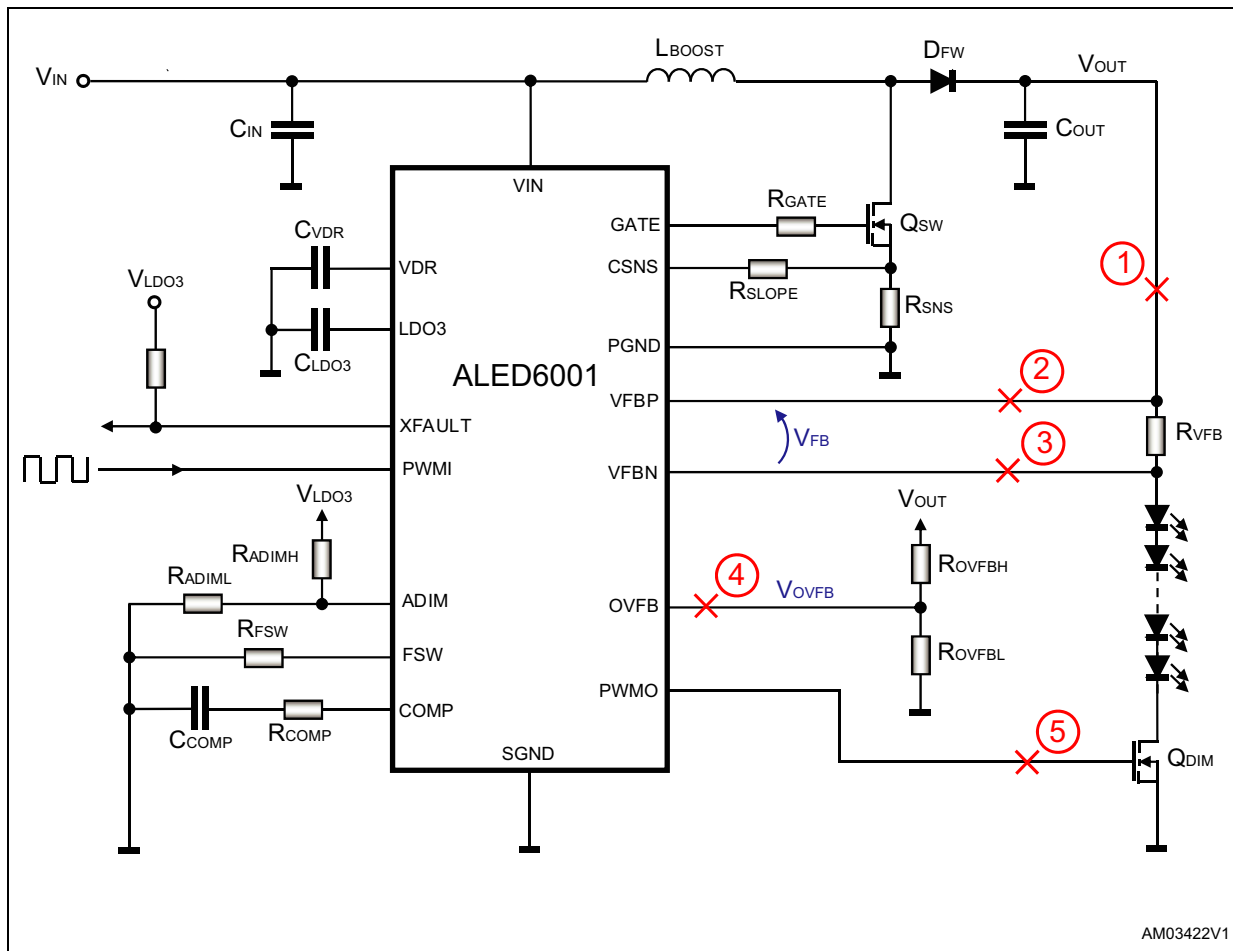 LBOOST
DFW
VIN
VOUT
CIN
COUT
VIN
RGATE
GATE
QSW
CVDR
VDR
CSNS
RSLOPE
VLDO3
RSNS
1
LDO3
CLDO3
PGND
ALED6001
2
VFBP
XFAULT
VFB
RVFB
3
PWMI
VFBN
VLDO3
VOUT
RADIMH
ROVFBH
RADIML
4
ADIM
OVFB
VOVFB
RFSW
FSW
ROVFBL
PWMO
COMP
CCOMP
RCOMP
5
SGND
QDIM
AM03422V1